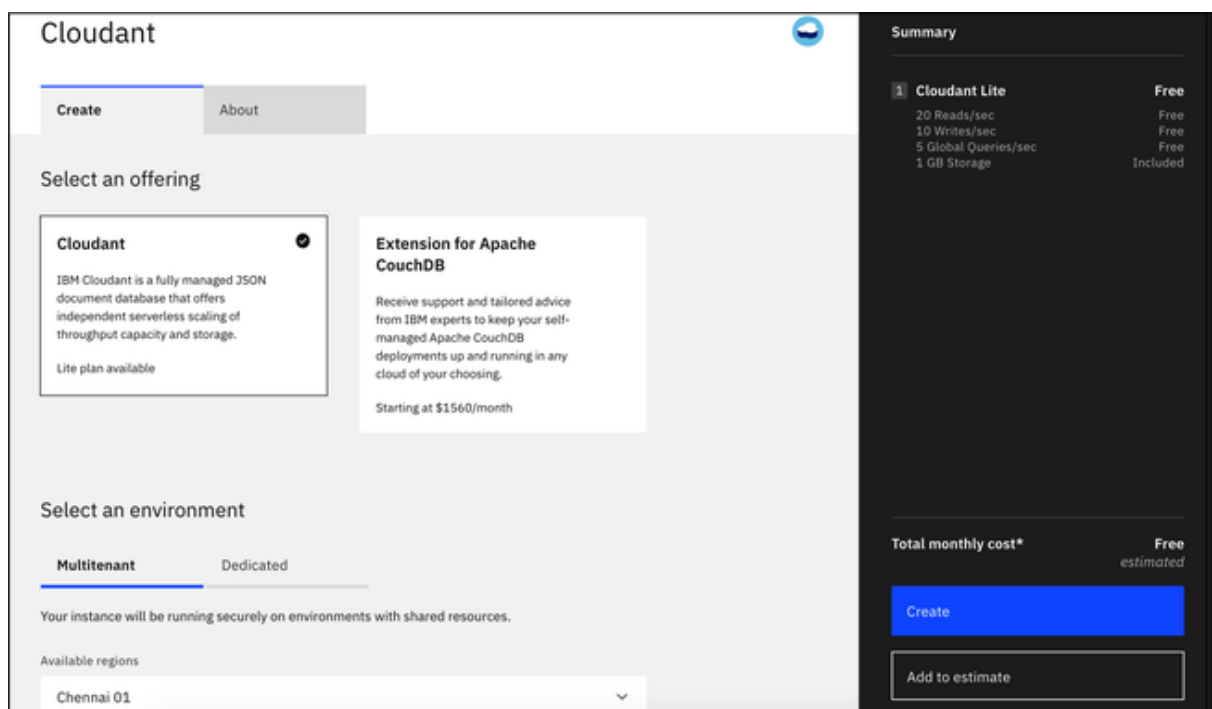 Cloudant
Create
About
Select an offering
Cloudant
IBM Cloudant is a fully managed JSON
document database that offers
independent serverless scaling of
throughput capacity and storage.
Lite plan available
Extension for Apache
CouchDB
Receive support and tailored advice
from IBM experts to keep your self-
managed Apache CouchDB
deployments up and running in any
cloud of your choosing.
Starting at $1560/month
Select an environment
Multitenant
Dedicated
Your instance will be running securely on environments with shared resources.
Available regions
Chennai 01
Summary
1 Cloudant Lite Free
20 Reads/sec Free
10 Writes/sec Free
5 Global Queries/sec Free
1 GB Storage Included
Total monthly cost* Free
estimated
Create
Add to estimate